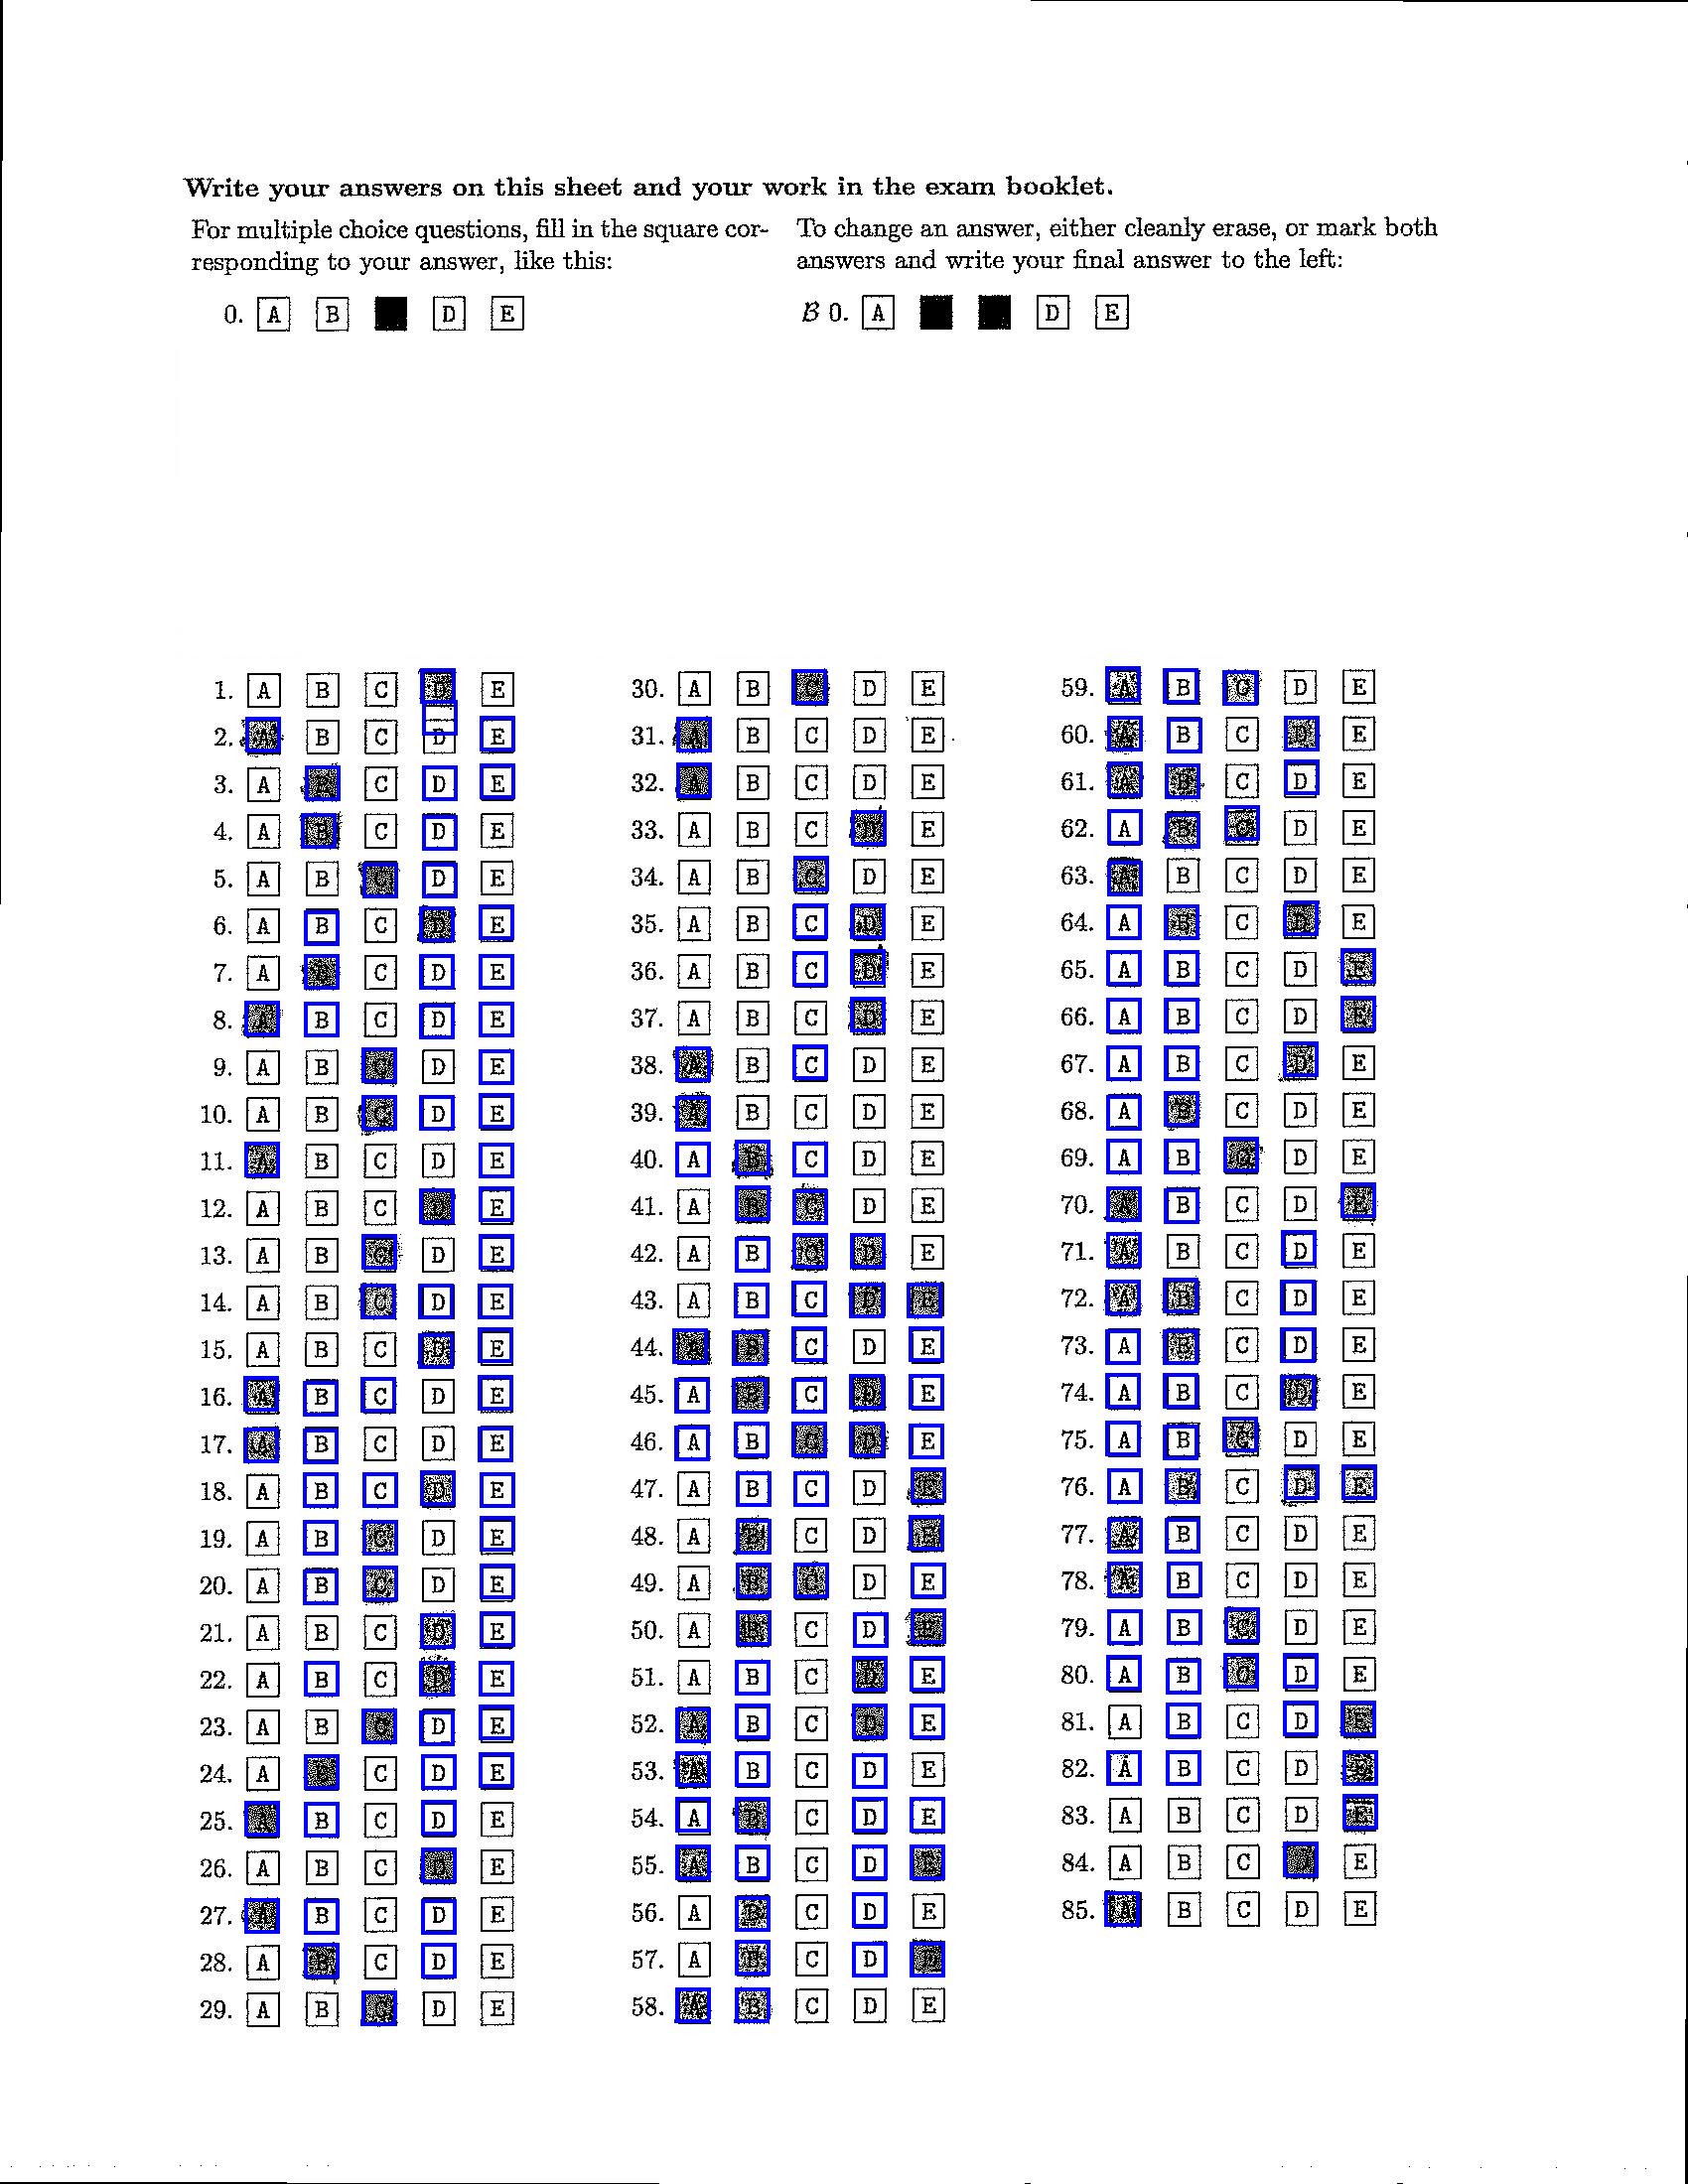 Write your answers on this sheet and your work in the exam booklet.
For multiple choice questions, fill in the square corresponding to your answer, like this:
0. A B D E
To change an answer, either cleanly erase, or mark both answers and write your final answer to the left:
B 0. A D E
1. A B C D E
2. A B C D E
3. A B C D E
4. A B C D E
5. A B C D E
6. A B C D E
7. A B C D E
8. A B C D E
9. A B C D E
10. A B C D E
11. A B C D E
12. A B C D E
13. A B C D E
14. A B C D E
15. A B C D E
16. A B C D E
17. A B C D E
18. A B C D E
19. A B C D E
20. A B C D E
21. A B C D E
22. A B C D E
23. A B C D E
24. A B C D E
25. A B C D E
26. A B C D E
27. A B C D E
28. A B C D E
29. A B C D E
30. A B C D E
31. A B C D E
32. A B C D E
33. A B C D E
34. A B C D E
35. A B C D E
36. A B C D E
37. A B C D E
38. A B C D E
39. A B C D E
40. A B C D E
41. A B C D E
42. A B C D E
43. A B C D E
44. A B C D E
45. A B C D E
46. A B C D E
47. A B C D E
48. A B C D E
49. A B C D E
50. A B C D E
51. A B C D E
52. A B C D E
53. A B C D E
54. A B C D E
55. A B C D E
56. A B C D E
57. A B C D E
58. A B C D E
59. A B C D E
60. A B C D E
61. A B C D E
62. A B C D E
63. A B C D E
64. A B C D E
65. A B C D E
66. A B C D E
67. A B C D E
68. A B C D E
69. A B C D E
70. A B C D E
71. A B C D E
72. A B C D E
73. A B C D E
74. A B C D E
75. A B C D E
76. A B C D E
77. A B C D E
78. A B C D E
79. A B C D E
80. A B C D E
81. A B C D E
82. A B C D E
83. A B C D E
84. A B C D E
85. A B C D E